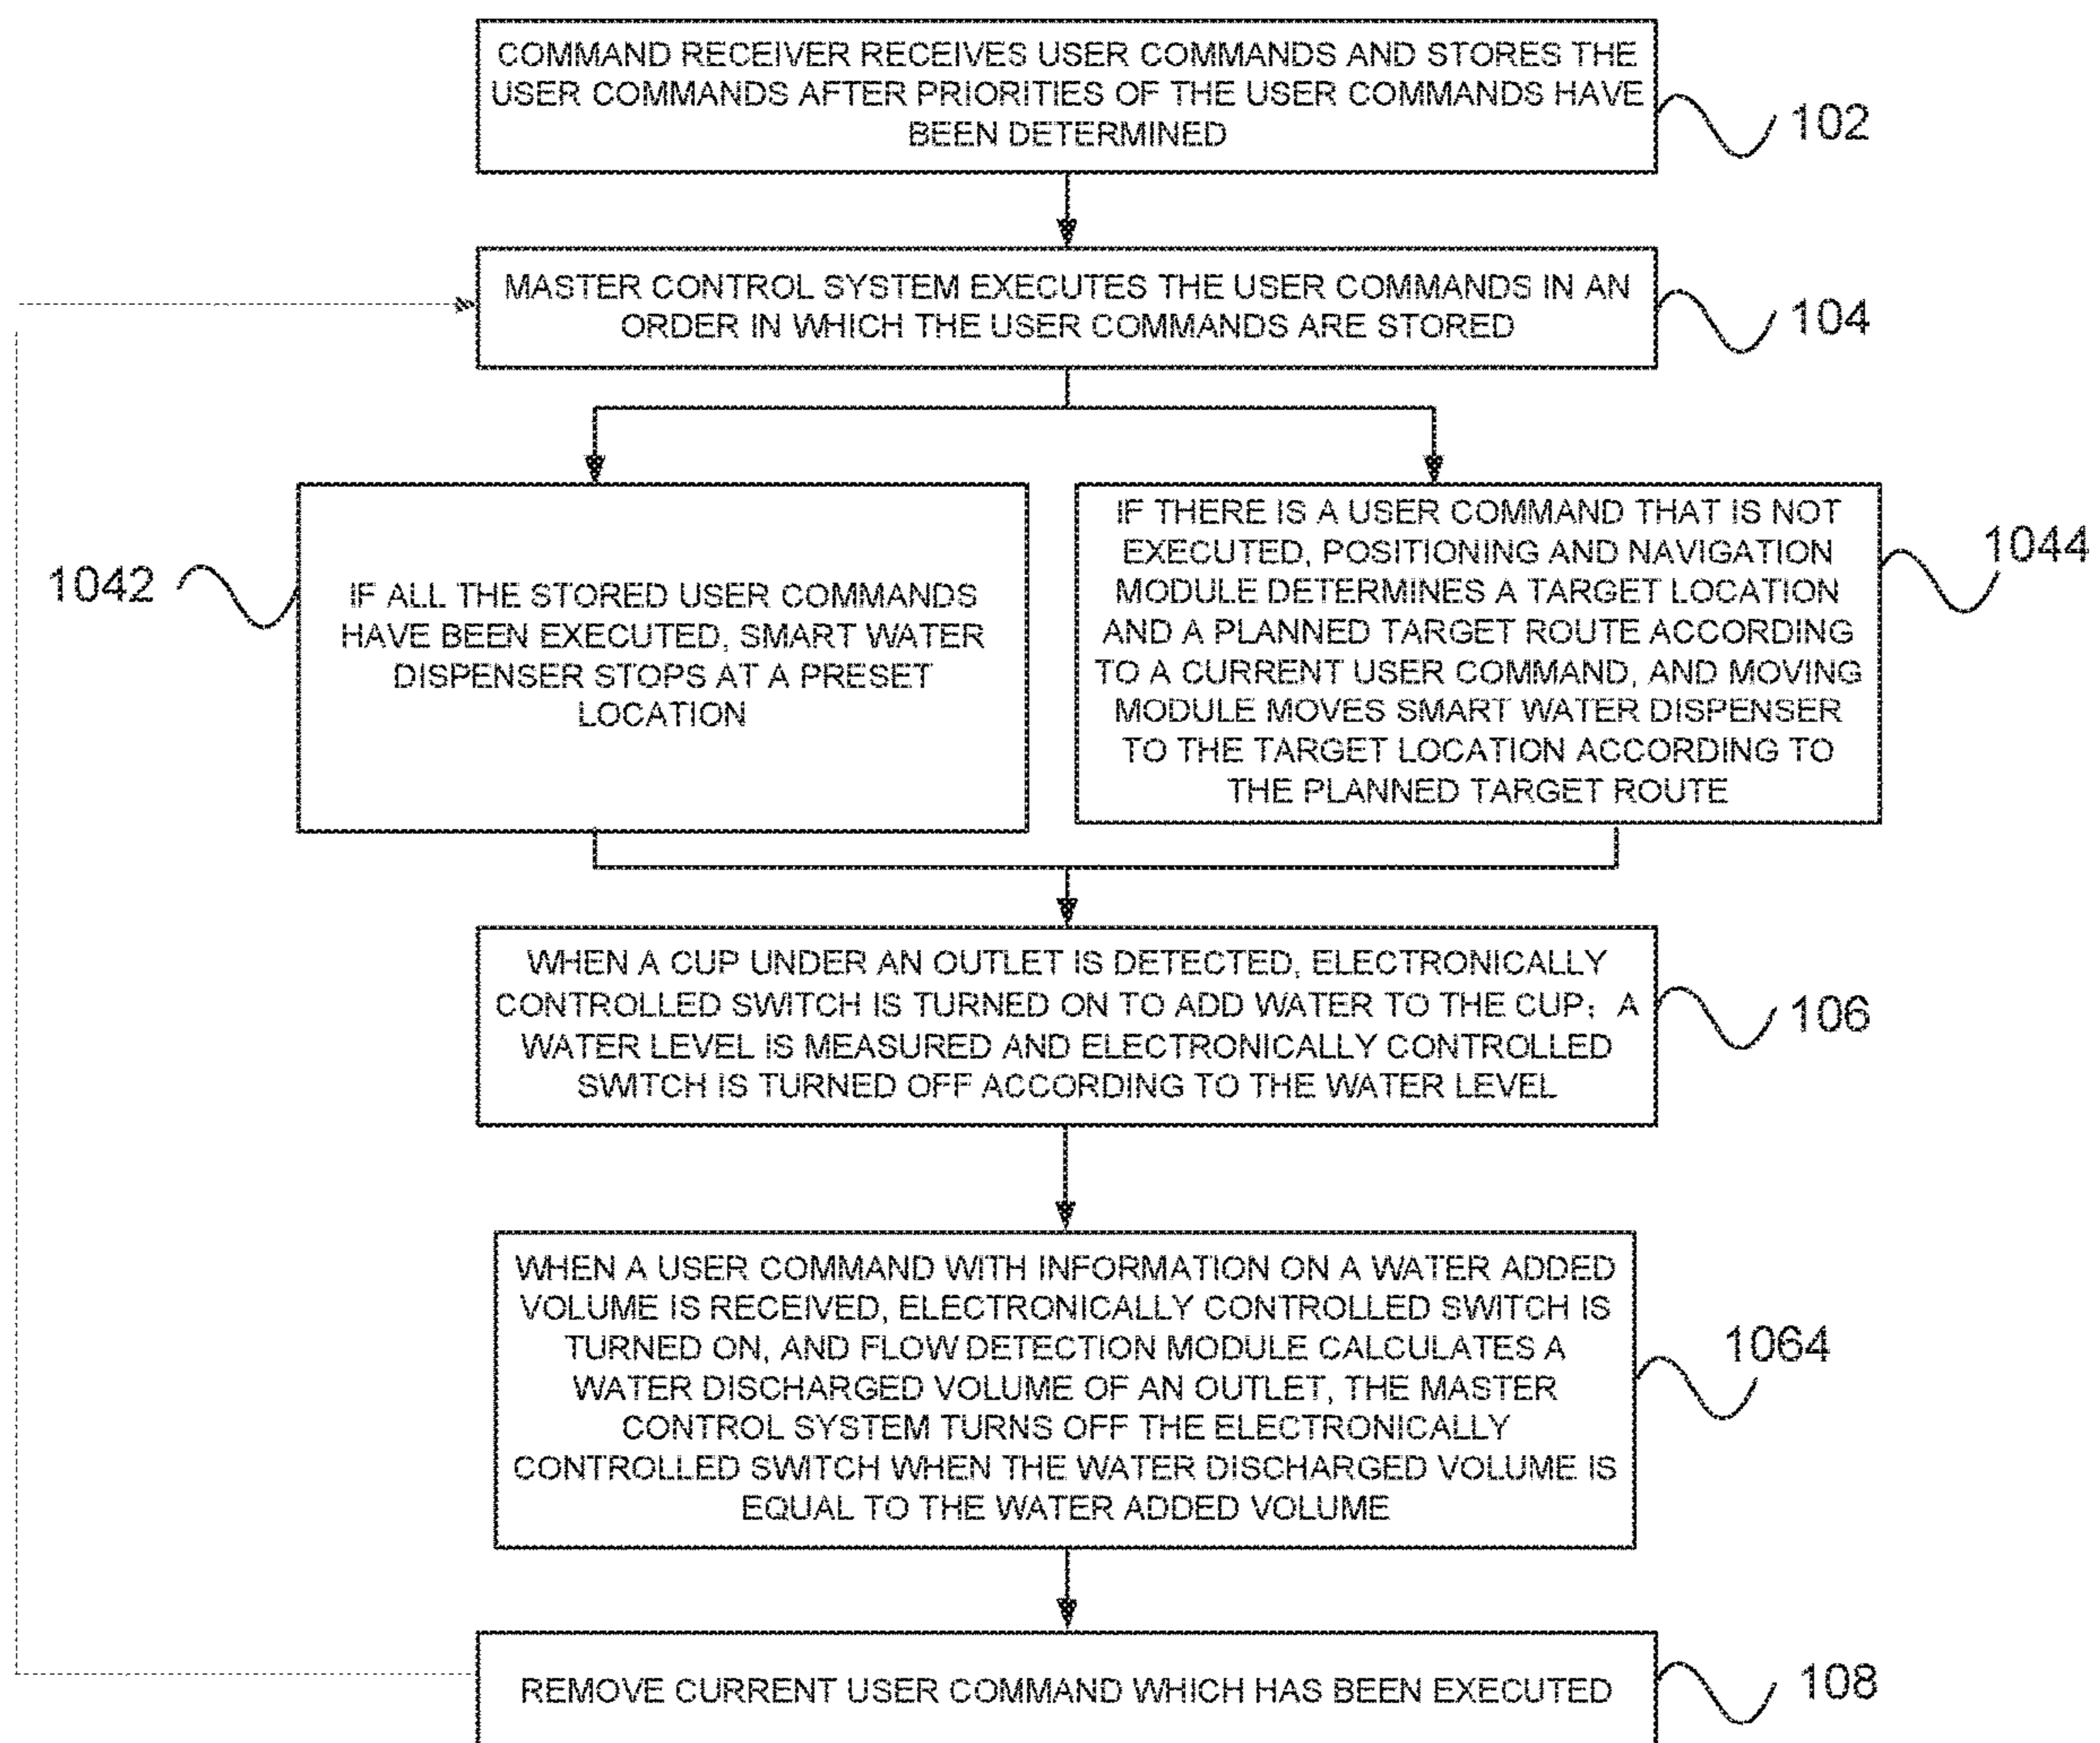 COMMAND RECEIVER RECEIVES USER COMMANDS AND STORES THE
USER COMMANDS AFTER PRIORITIES OF THE USER COMMANDS HAVE
BEEN DETERMINED
102
MASTER CONTROL SYSTEM EXECUTES THE USER COMMANDS IN AN
ORDER IN WHICH THE USER COMMANDS ARE STORED
104
1042
IF ALL THE STORED USER COMMANDS
HAVE BEEN EXECUTED, SMART WATER
DISPENSER STOPS AT A PRESET
LOCATION
IF THERE IS A USER COMMAND THAT IS NOT
EXECUTED, POSITIONING AND NAVIGATION
MODULE DETERMINES A TARGET LOCATION
AND A PLANNED TARGET ROUTE ACCORDING
TO A CURRENT USER COMMAND, AND MOVING
MODULE MOVES SMART WATER DISPENSER
TO THE TARGET LOCATION ACCORDING TO
THE PLANNED TARGET ROUTE
1044
WHEN A CUP UNDER AN OUTLET IS DETECTED, ELECTRONICALLY
CONTROLLED SWITCH IS TURNED ON TO ADD WATER TO THE CUP; A
WATER LEVEL IS MEASURED AND ELECTRONICALLY CONTROLLED
SWITCH IS TURNED OFF ACCORDING TO THE WATER LEVEL
106
WHEN A USER COMMAND WITH INFORMATION ON A WATER ADDED
VOLUME IS RECEIVED, ELECTRONICALLY CONTROLLED SWITCH IS
TURNED ON, AND FLOW DETECTION MODULE CALCULATES A
WATER DISCHARGED VOLUME OF AN OUTLET, THE MASTER
CONTROL SYSTEM TURNS OFF THE ELECTRONICALLY
CONTROLLED SWITCH WHEN THE WATER DISCHARGED VOLUME IS
EQUAL TO THE WATER ADDED VOLUME
1064
REMOVE CURRENT USER COMMAND WHICH HAS BEEN EXECUTED
108